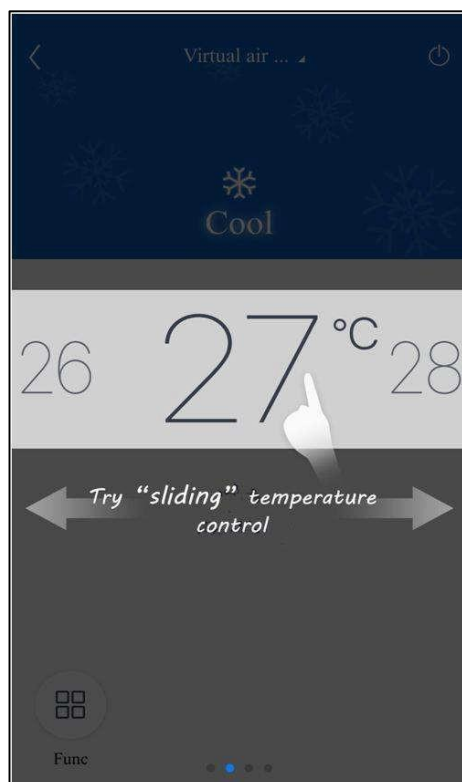 Virtual air ...
Cool
26 27 °C 28
Try “sliding” temperature
control
Func